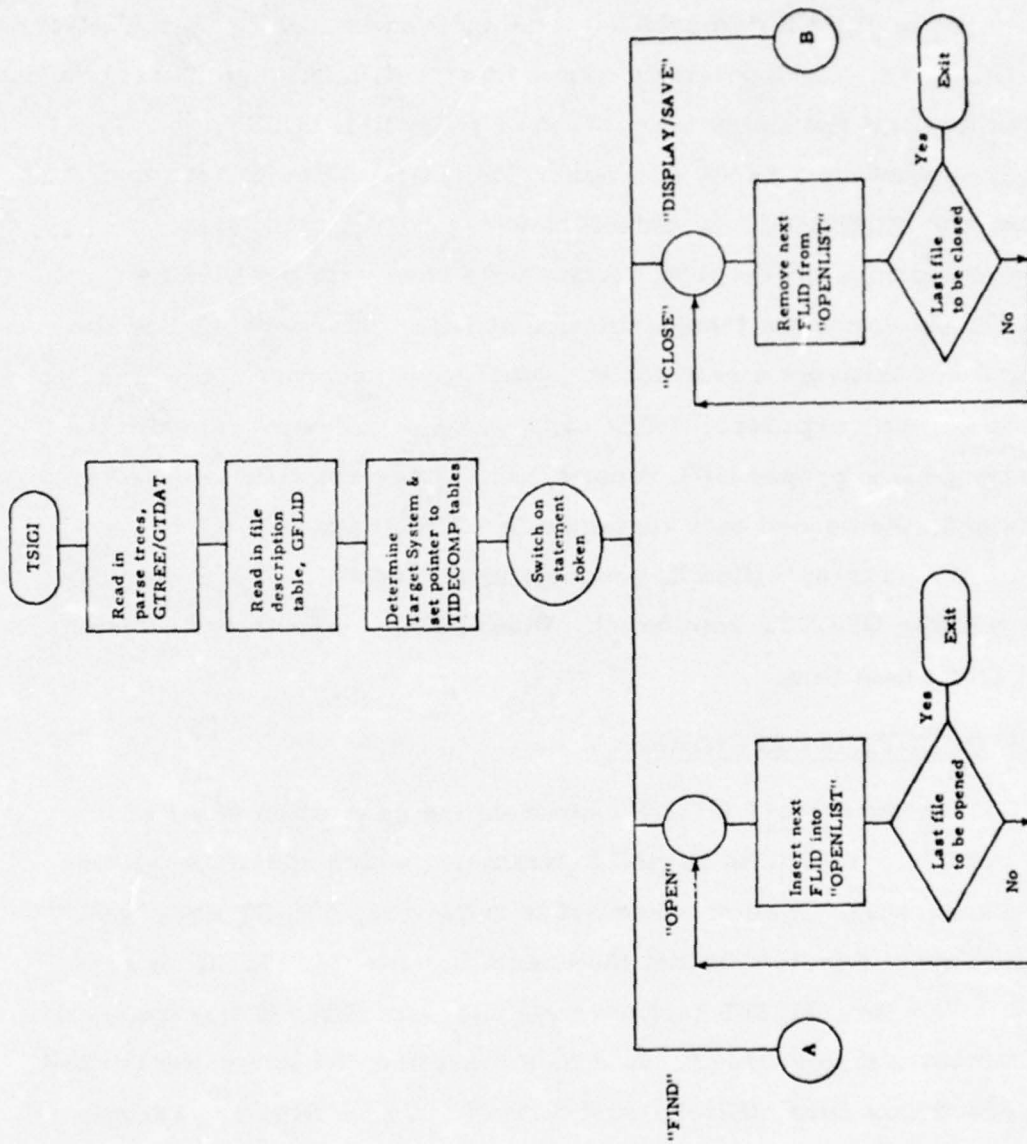 TSIGI
Read in
parse trees,
GTREE/GTDAT
Read in file
description
table, GFLID
Determine
Target System &
set pointer to
TIDECOMP tables
Switch on
statement
token
"FIND"
A
"OPEN"
Insert next
FLID into
"OPENLIST"
Last file
to be opened
Yes
Exit
No
"CLOSE"
Remove next
FLID from
"OPENLIST"
Last file
to be closed
Yes
Exit
No
"DISPLAY/SAVE"
B